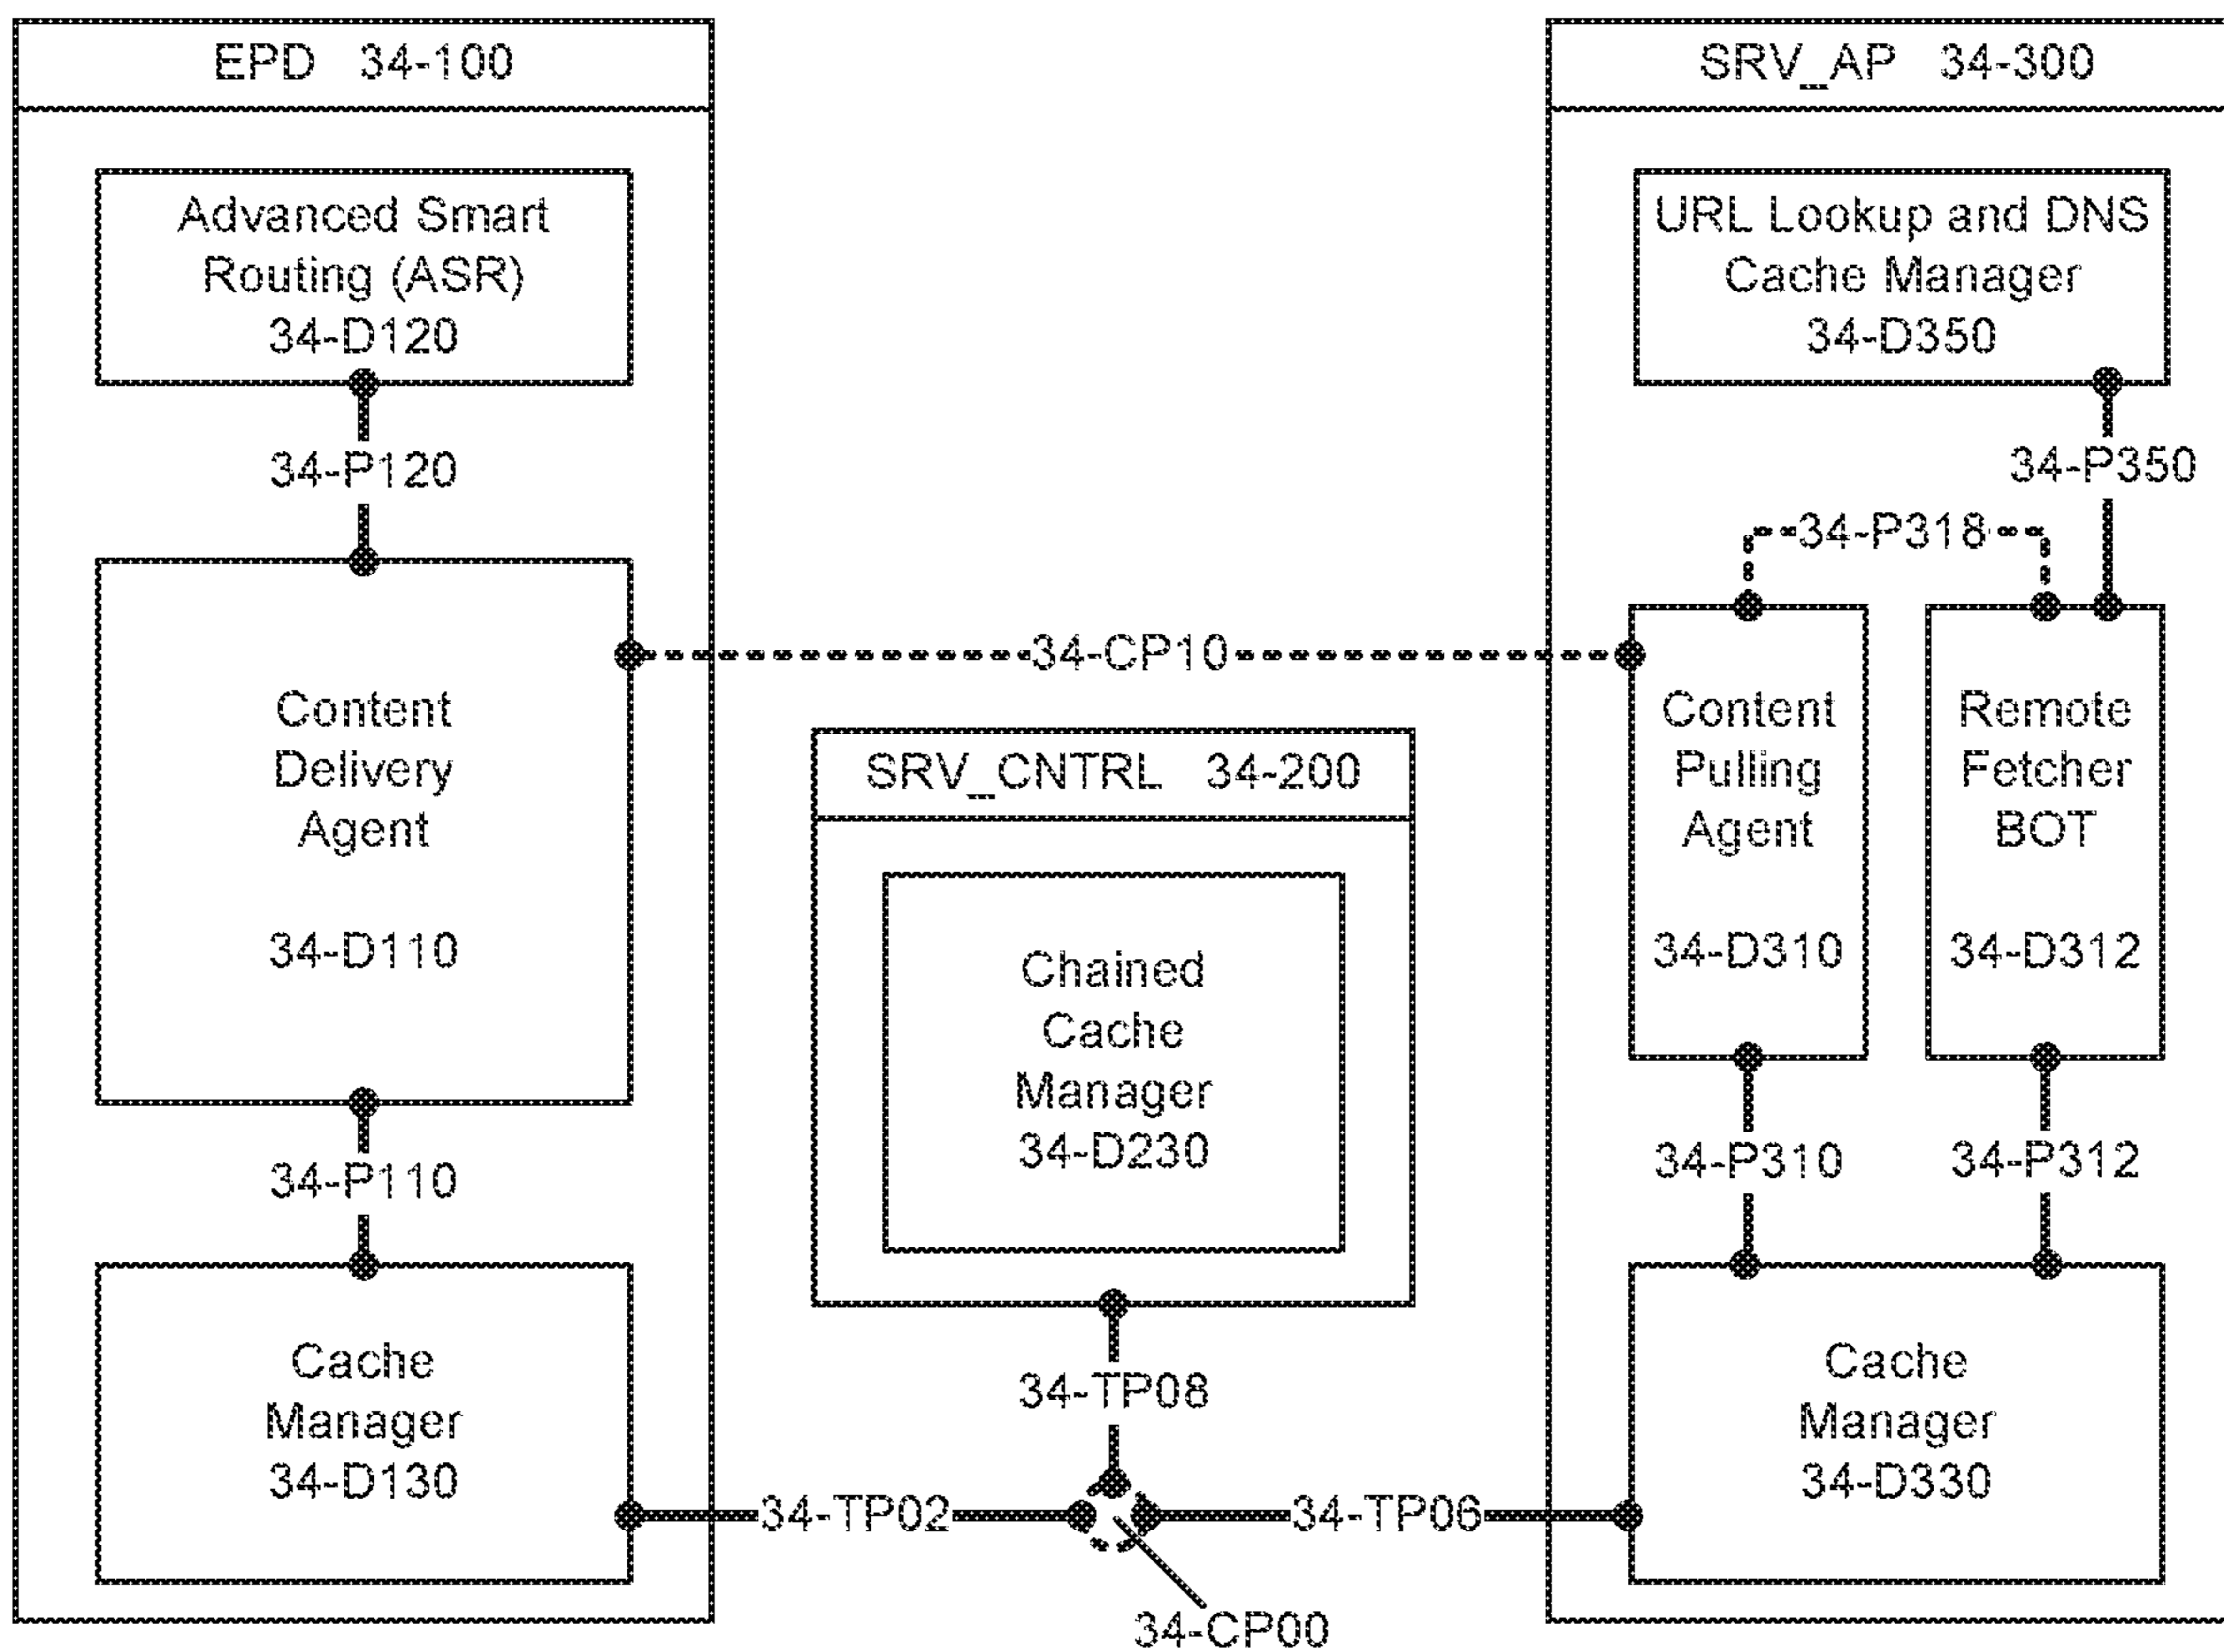 EPD 34-100
Advanced Smart
Routing (ASR)
34-D120
34-P120
Content
Delivery
Agent
34-D110
34-P110
Cache
Manager
34-D130
34-CP10
SRV_CNTRL 34-200
Chained
Cache
Manager
34-D230
34-TP08
34-TP02
34-TP06
34-CP00
SRV_AP 34-300
URL Lookup and DNS
Cache Manager
34-D350
34-P350
34-P318
Content
Pulling
Agent
34-D310
Remote
Fetcher
BOT
34-D312
34-P310
34-P312
Cache
Manager
34-D330